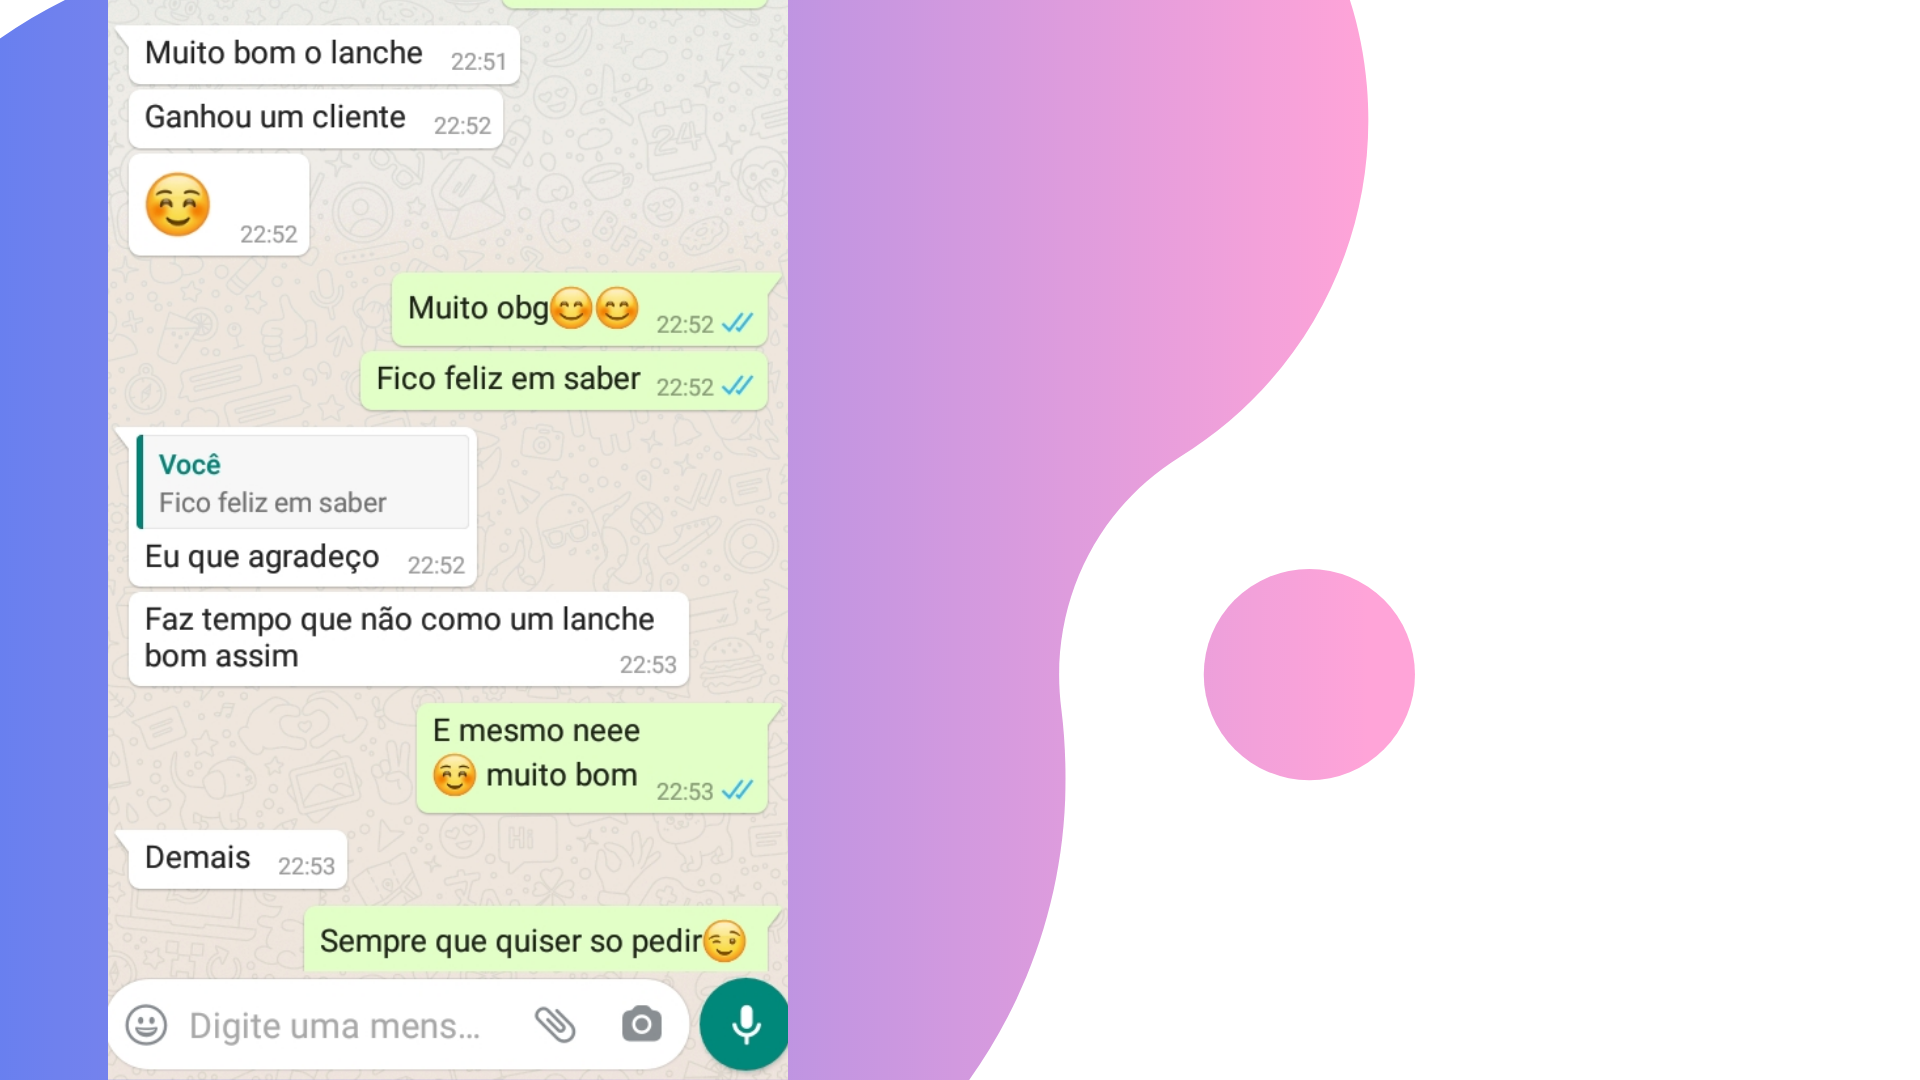 Muito bom o lanche 22:51
Ganhou um cliente 22:52
☺️ 22:52
Muito obg😊😊 22:52
Fico feliz em saber 22:52
Você
Fico feliz em saber
Eu que agradeço 22:52
Faz tempo que não como um lanche
bom assim 22:53
E mesmo neee
☺️ muito bom 22:53
Demais 22:53
Sempre que quiser so pedir😉
Digite uma mens...